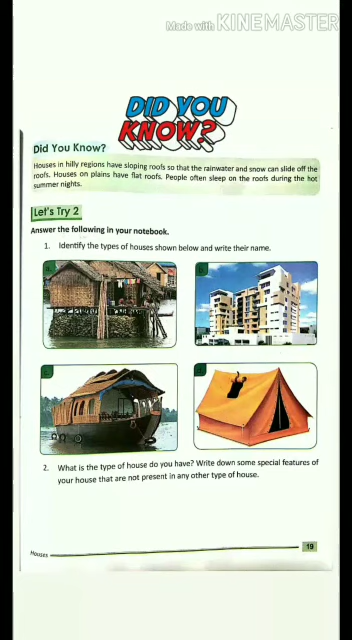 Made with KINEMASTER
DID YOU
KNOW?
Did You Know?
Houses in hilly regions have sloping roofs so that the rainwater and snow can slide off the
roofs. Houses on plains have flat roofs. People often sleep on the roofs during the hot
summer nights.
Let's Try 2
Answer the following in your notebook.
1. Identify the types of houses shown below and write their name.
a. b.
c. d.
2. What is the type of house do you have? Write down some special features of
your house that are not present in any other type of house.
Houses 19